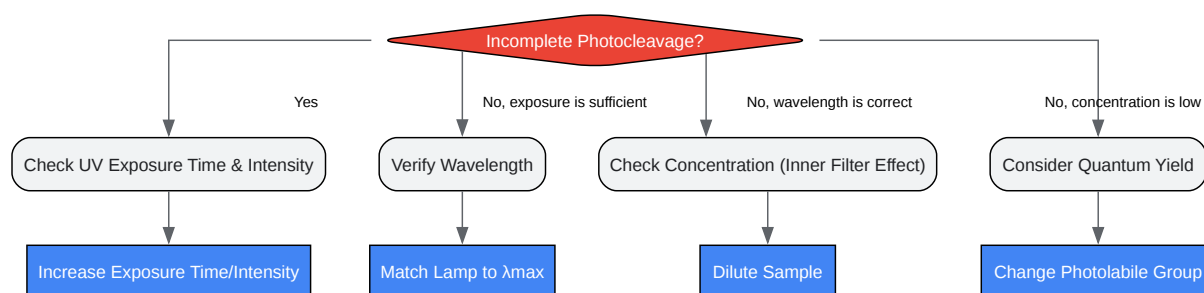 Incomplete Photocleavage?
Yes
No, exposure is sufficient
No, wavelength is correct
No, concentration is low
Check UV Exposure Time & Intensity
Verify Wavelength
Check Concentration (Inner Filter Effect)
Consider Quantum Yield
Increase Exposure Time/Intensity
Match Lamp to λmax
Dilute Sample
Change Photolabile Group